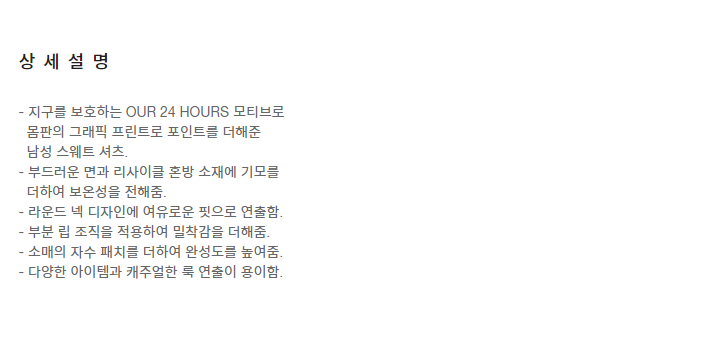 상 세 설 명
- 지구를 보호하는 OUR 24 HOURS 모티브로
몸판의 그래픽 프린트로 포인트를 더해준
남성 스웨트 셔츠.
- 부드러운 면과 리사이클 혼방 소재에 기모를
더하여 보온성을 전해줌.
- 라운드 넥 디자인에 여유로운 핏으로 연출함.
- 부분 립 조직을 적용하여 밀착감을 더해줌.
- 소매의 자수 패치를 더하여 완성도를 높여줌.
- 다양한 아이템과 캐주얼한 룩 연출이 용이함.